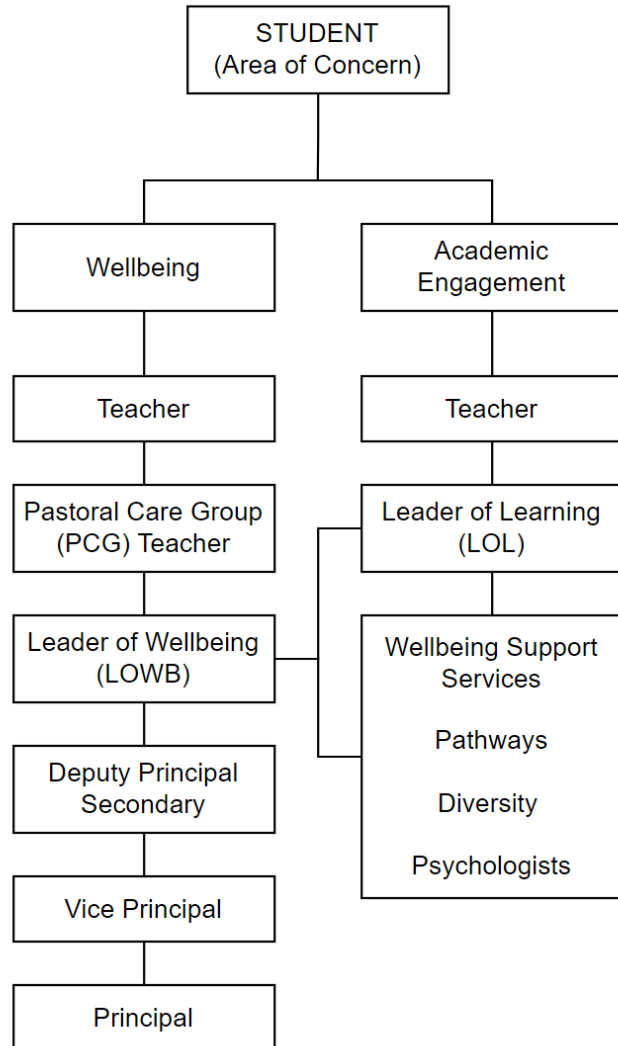 STUDENT
(Area of Concern)
Wellbeing
Academic
Engagement
Teacher
Teacher
Pastoral Care Group
(PCG) Teacher
Leader of Learning
(LOL)
Leader of Wellbeing
(LOWB)
Wellbeing Support
Services
Pathways
Diversity
Psychologists
Deputy Principal
Secondary
Vice Principal
Principal